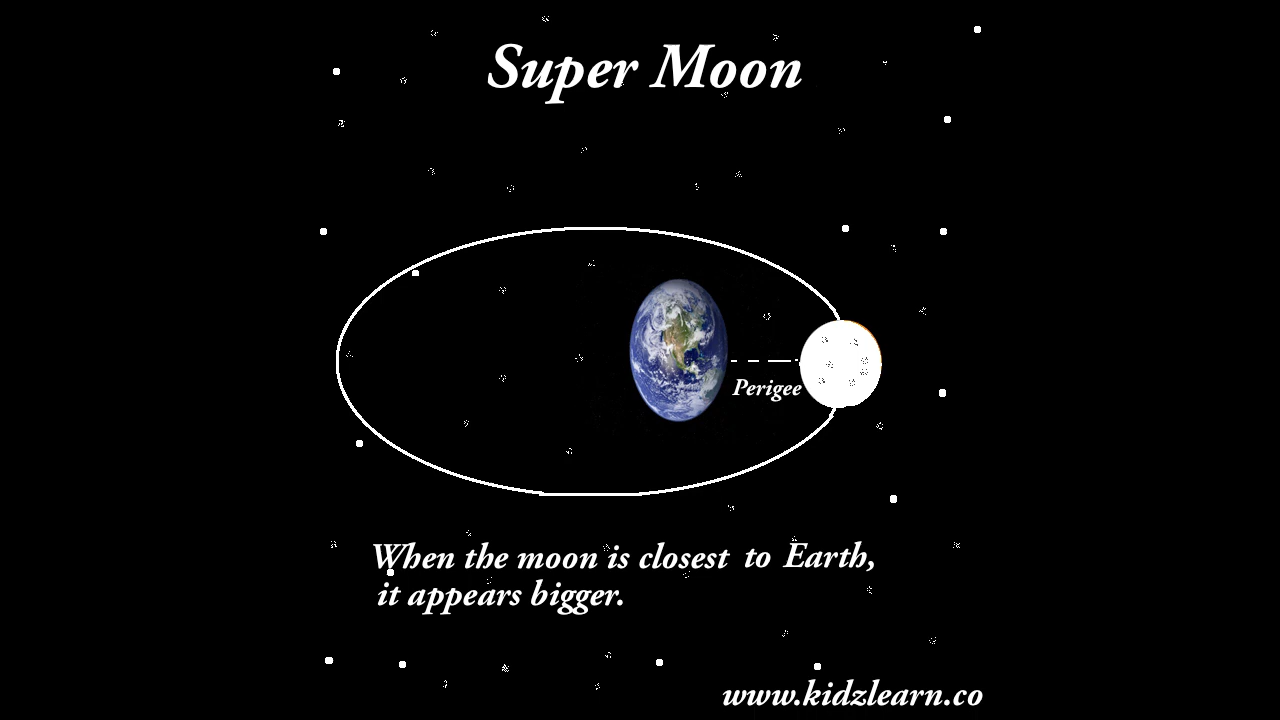 Super Moon
Perigee
When the moon is closest to Earth,
it appears bigger.
www.kidzlearn.co